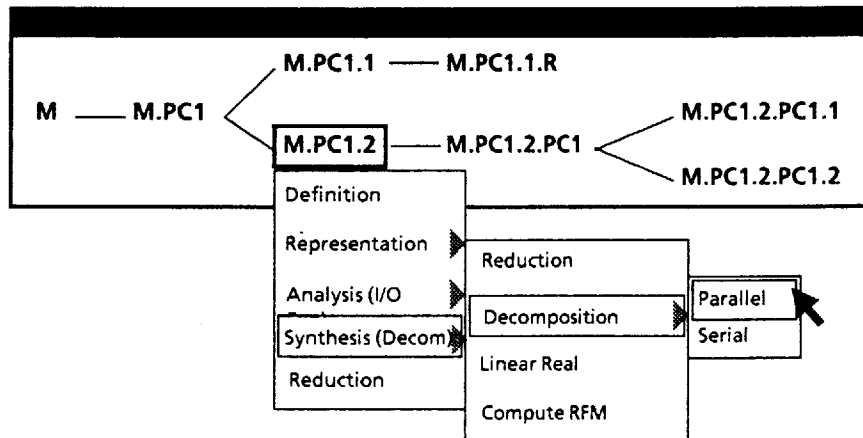 M.PC1.1 M.PC1.1.R
M M.PC1 M.PC1.2.PC1.1
M.PC1.2 M.PC1.2.PC1
M.PC1.2.PC1.2
Definition
Representation
Reduction
Analysis (I/O
Parallel
Decomposition
Synthesis (Decom)
Serial
Linear Real
Reduction
Compute RFM